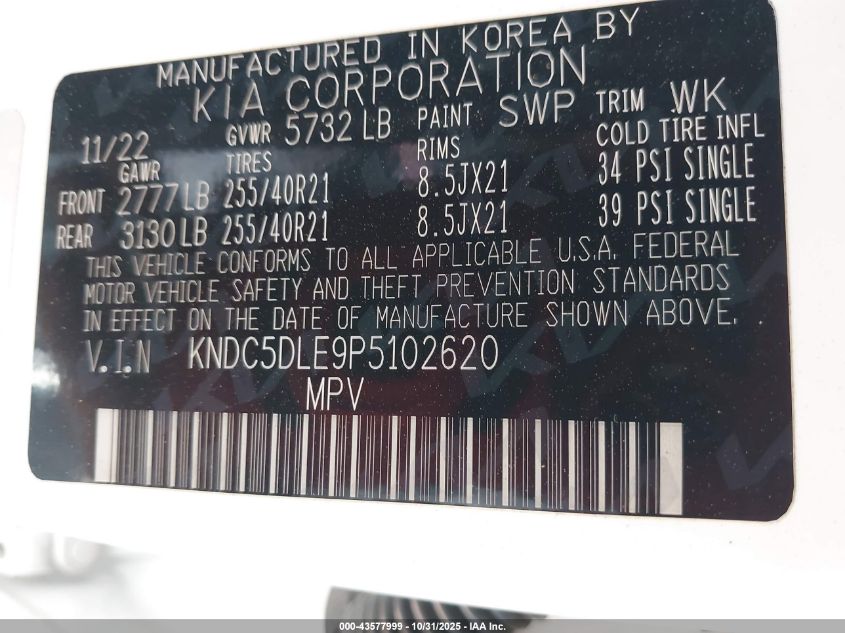 MANUFACTURED IN KOREA BY
KIA CORPORATION
11/22 GVWR 5732 LB PAINT SWP TRIM WK
GAWR TIRES RIMS COLD TIRE INFL
FRONT 2777 LB 255/40R21 8.5JX21 34 PSI SINGLE
REAR 3130 LB 255/40R21 8.5JX21 39 PSI SINGLE
THIS VEHICLE CONFORMS TO ALL APPLICABLE U.S.A. FEDERAL
MOTOR VEHICLE SAFETY AND THEFT PREVENTION STANDARDS
IN EFFECT ON THE DATE OF MANUFACTURE SHOWN ABOVE.
V.I.N KNDC5DLE9P5102620
MPV
000-43577999 - 10/31/2025 - IAA Inc.